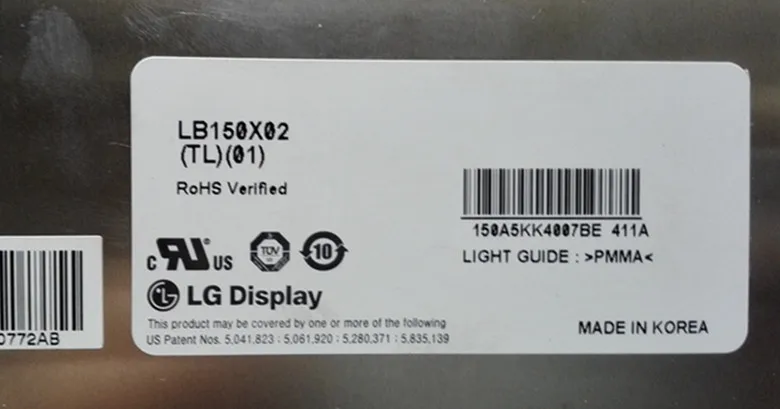 LB150X02
(TL)(01)
RoHS Verified
150A5KK4007BE 411A
LIGHT GUIDE : >PMMA<
c RU US
TÜV
10
LG Display
This product may be covered by one or more of the following
US Patent Nos. 5,041,823 : 5,061,920 : 5,280,371 : 5,835,139
MADE IN KOREA
0772AB